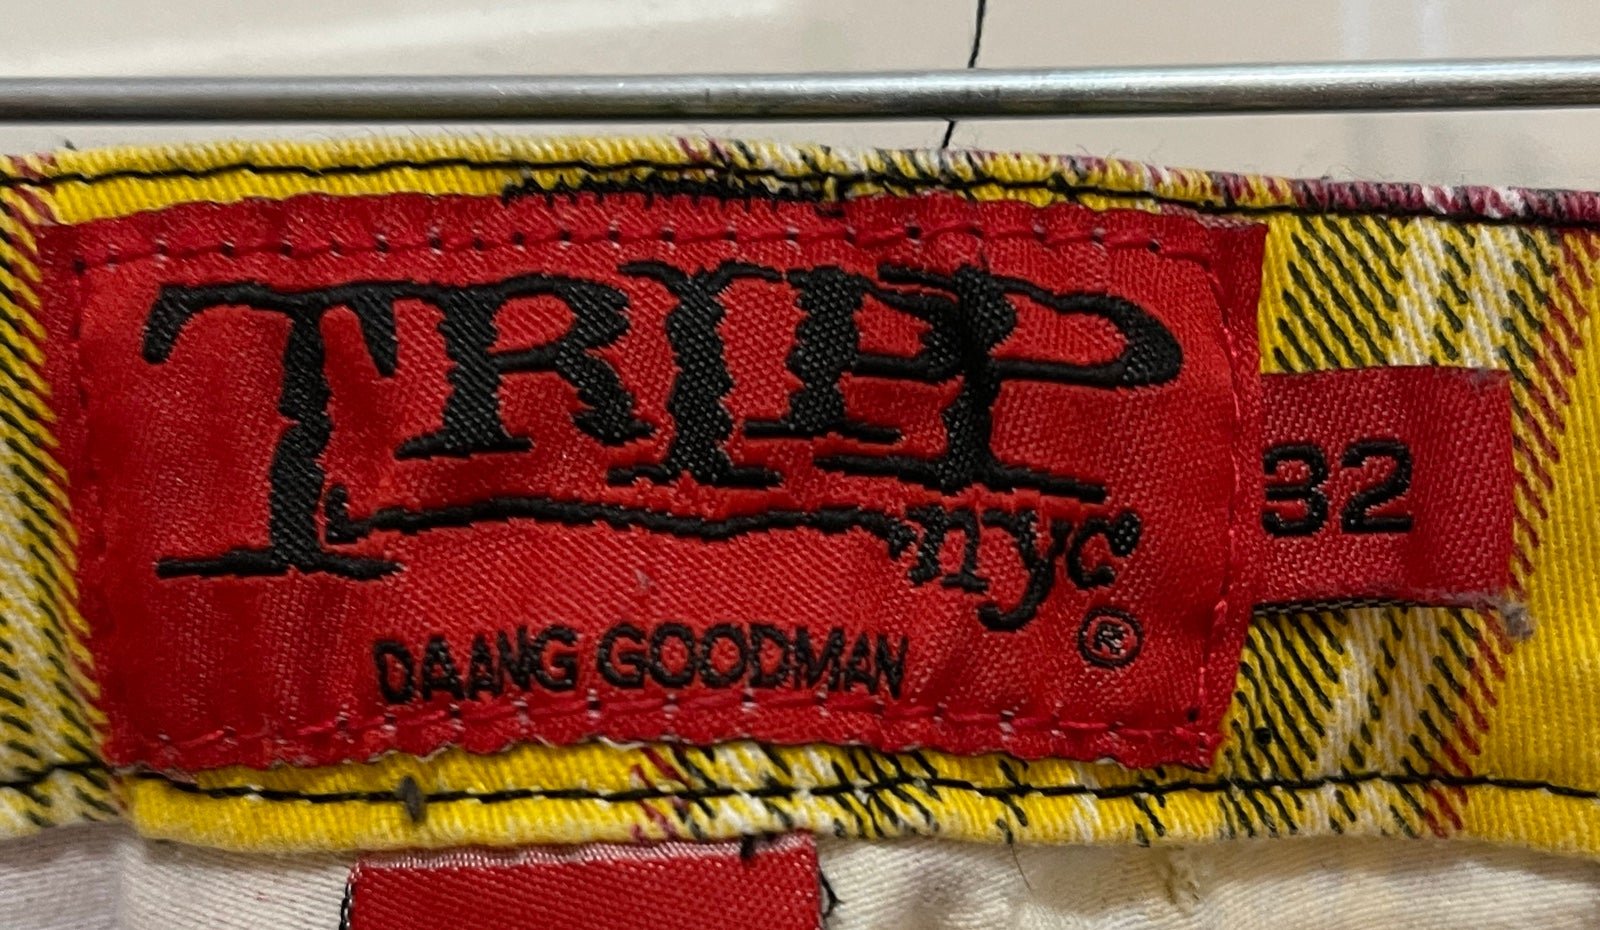 TRIPP
nyc
®
DAANG GOODMAN
32